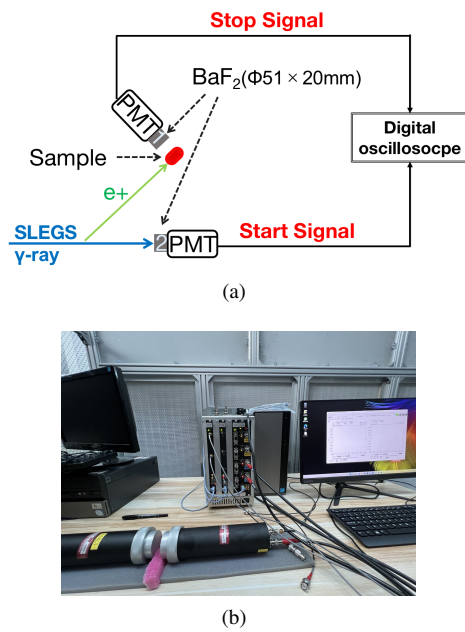 Stop Signal
BaF2(Φ51×20mm)
PMT
1
Digital
oscillosocpe
Sample
e+
SLEGS
γ-ray
2
PMT
Start Signal
(a)
(b)